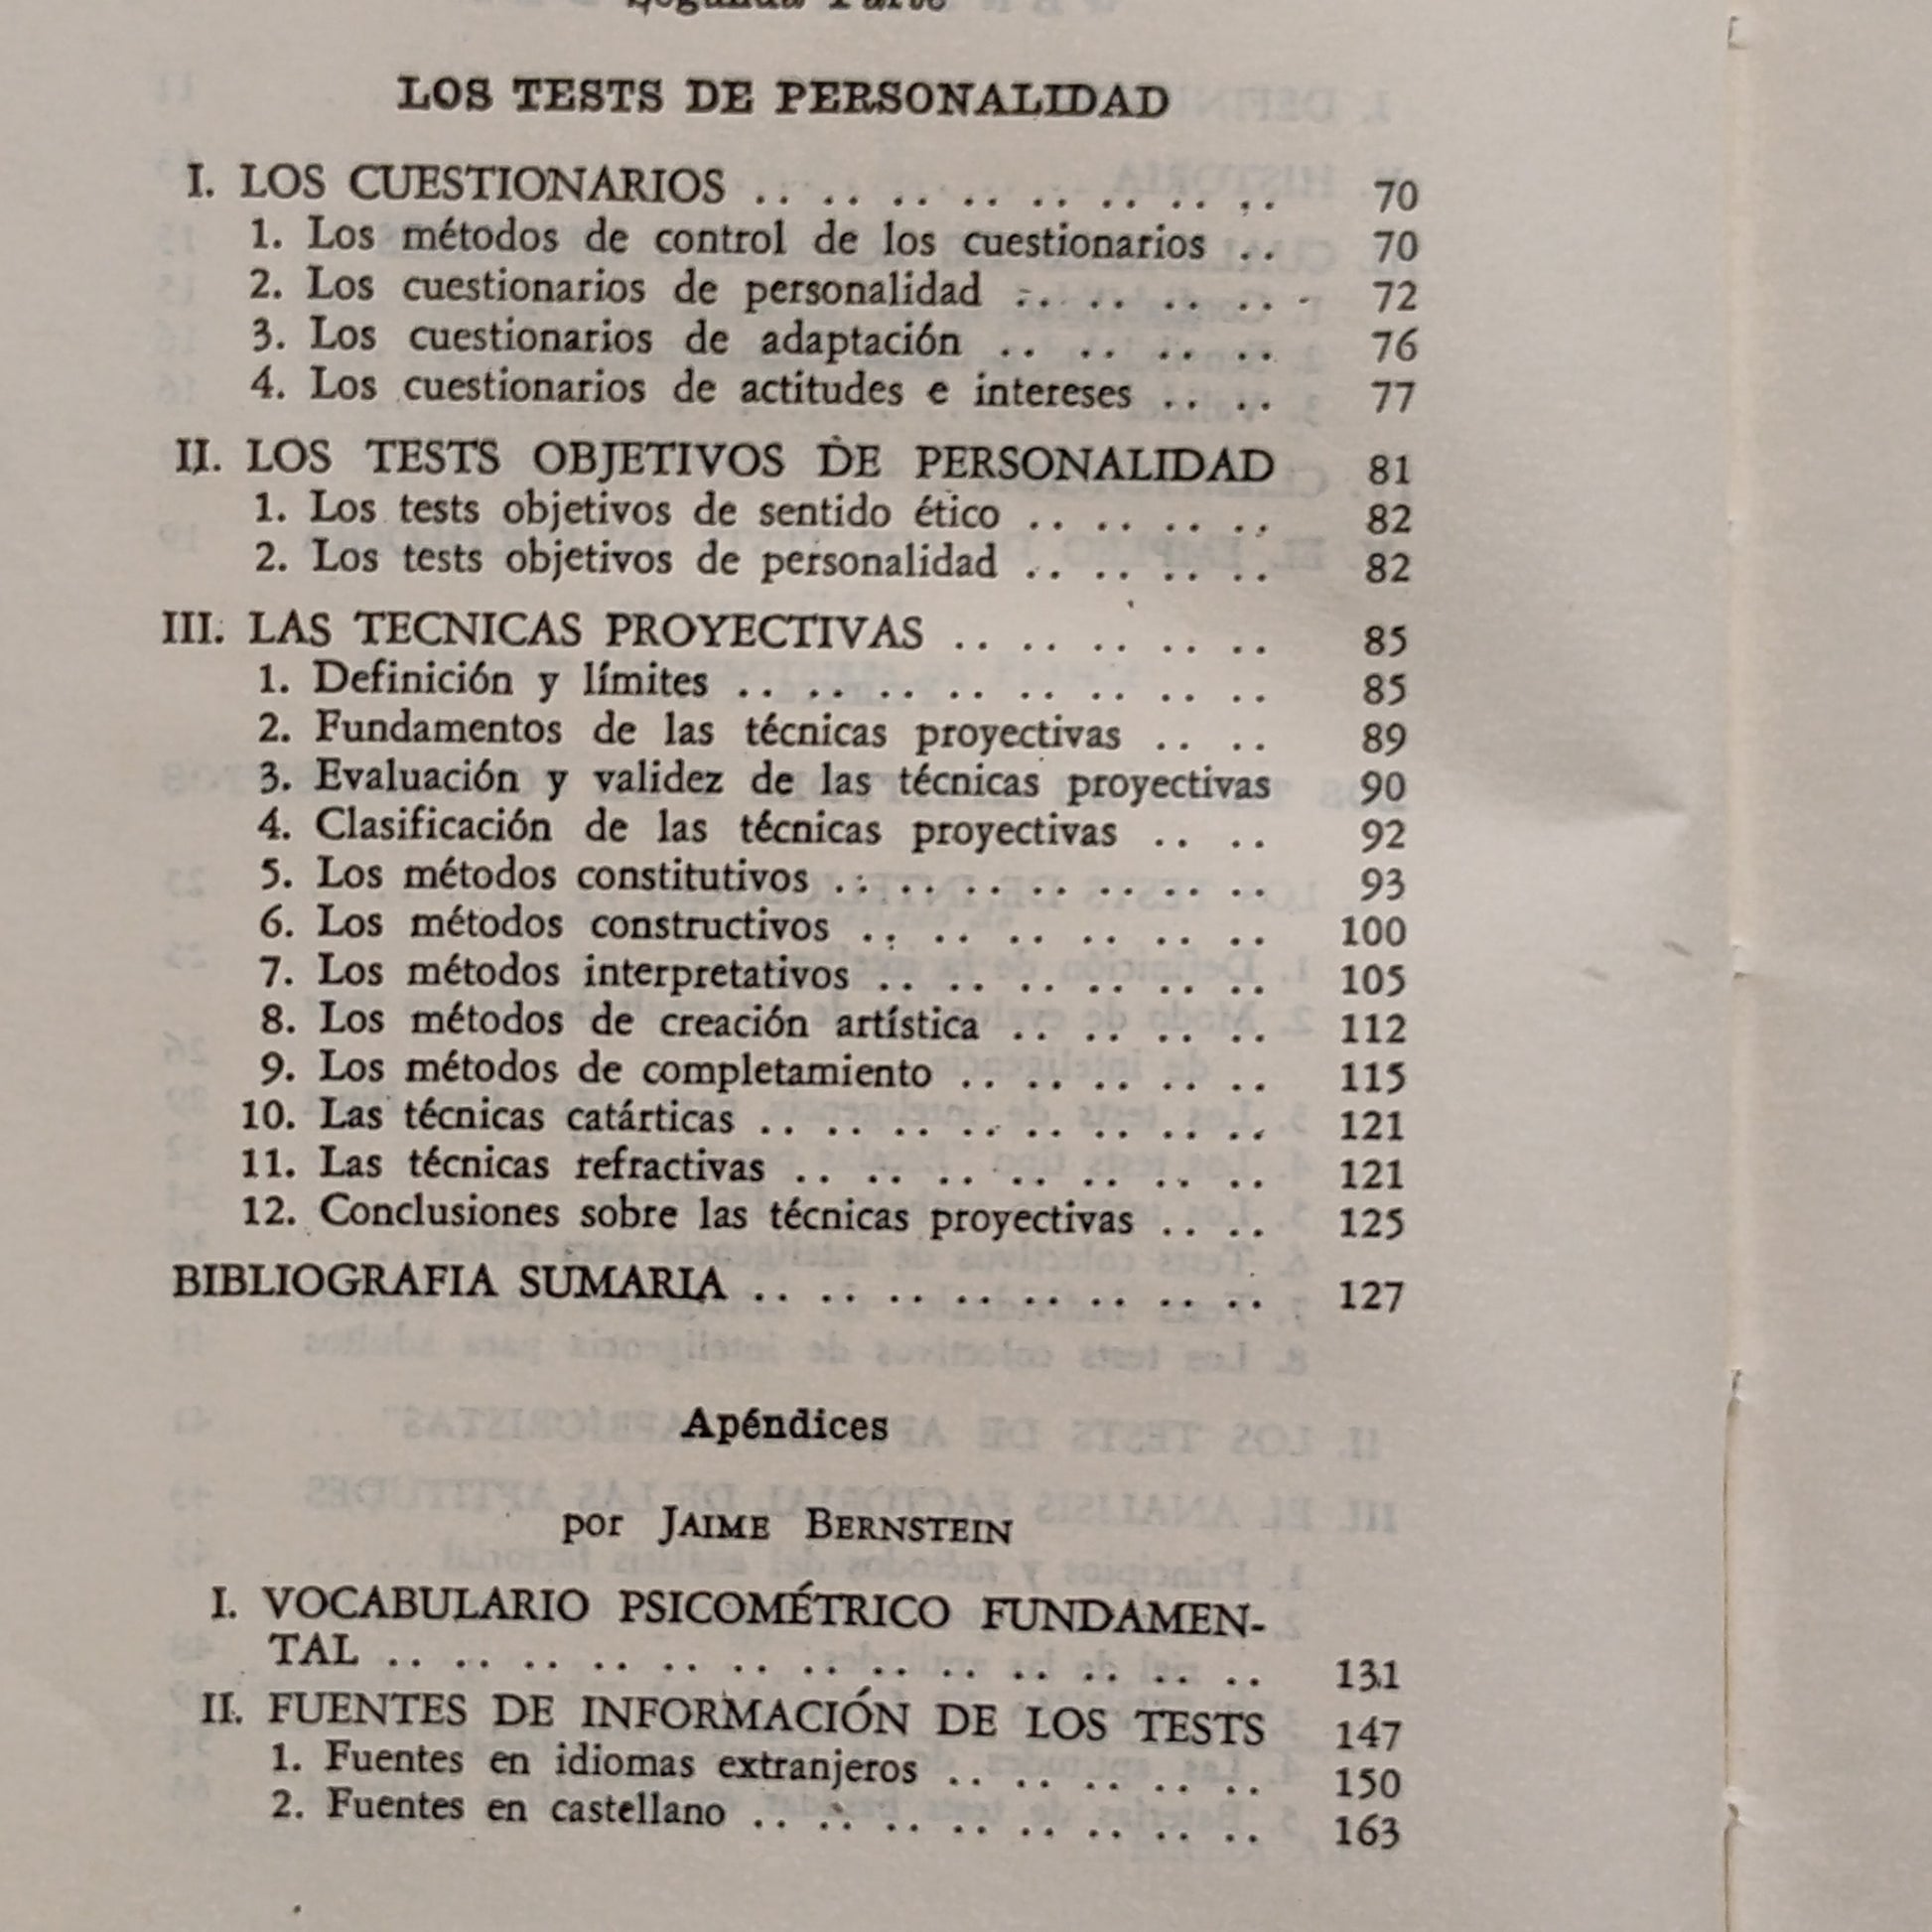 Segunda Parte
LOS TESTS DE PERSONALIDAD
I. LOS CUESTIONARIOS .. .. .. .. .. .. .. .. 70
1. Los métodos de control de los cuestionarios .. 70
2. Los cuestionarios de personalidad .. .. .. .. 72
3. Los cuestionarios de adaptación .. .. .. .. 76
4. Los cuestionarios de actitudes e intereses .. .. 77
II. LOS TESTS OBJETIVOS DE PERSONALIDAD 81
1. Los tests objetivos de sentido ético .. .. .. .. 82
2. Los tests objetivos de personalidad .. .. .. .. 82
III. LAS TECNICAS PROYECTIVAS .. .. .. .. .. 85
1. Definición y límites .. .. .. .. .. .. .. .. 85
2. Fundamentos de las técnicas proyectivas .. .. 89
3. Evaluación y validez de las técnicas proyectivas 90
4. Clasificación de las técnicas proyectivas .. .. 92
5. Los métodos constitutivos .. .. .. .. .. .. .. 93
6. Los métodos constructivos .. .. .. .. .. .. 100
7. Los métodos interpretativos .. .. .. .. .. .. 105
8. Los métodos de creación artística .. .. .. .. 112
9. Los métodos de completamiento .. .. .. .. .. 115
10. Las técnicas catárticas .. .. .. .. .. .. .. .. 121
11. Las técnicas refractivas .. .. .. .. .. .. .. 121
12. Conclusiones sobre las técnicas proyectivas .. .. 125
BIBLIOGRAFIA SUMARIA .. .. .. .. .. .. .. .. 127
Apéndices
por JAIME BERNSTEIN
I. VOCABULARIO PSICOMÉTRICO FUNDAMEN-
TAL .. .. .. .. .. .. .. .. .. .. .. .. .. 131
II. FUENTES DE INFORMACIÓN DE LOS TESTS 147
1. Fuentes en idiomas extranjeros .. .. .. .. .. 150
2. Fuentes en castellano .. .. .. .. .. .. .. .. 163